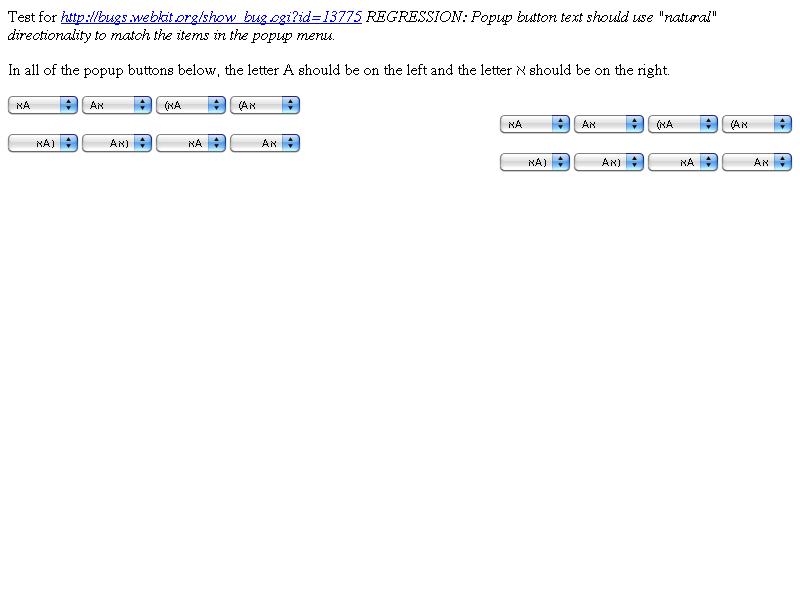 Test for http://bugs.webkit.org/show_bug.cgi?id=13775 REGRESSION: Popup button text should use "natural"
directionality to match the items in the popup menu.
In all of the popup buttons below, the letter A should be on the left and the letter א should be on the right.
אA Aא (אA (Aא
אA Aא (אA (Aא
אA) Aא) אA Aא
אA) Aא) אA Aא